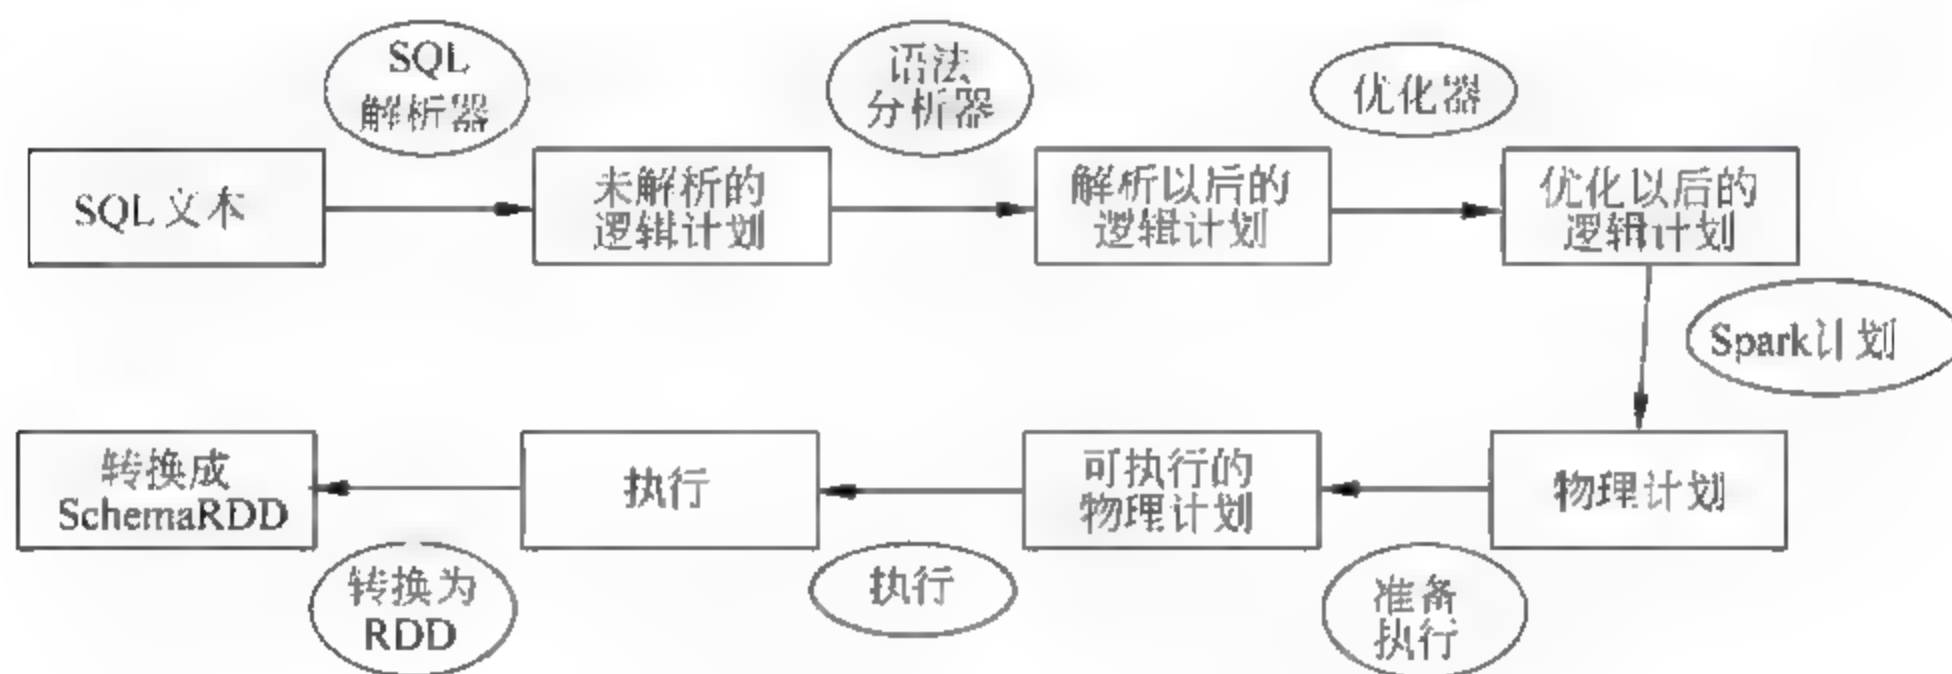 SQL
解析器
语法
分析器
优化器
SQL文本
未解析的
逻辑计划
解析以后的
逻辑计划
优化以后的
逻辑计划
Spark计划
转换成
SchemaRDD
执行
可执行的
物理计划
物理计划
转换为
RDD
执行
准备
执行